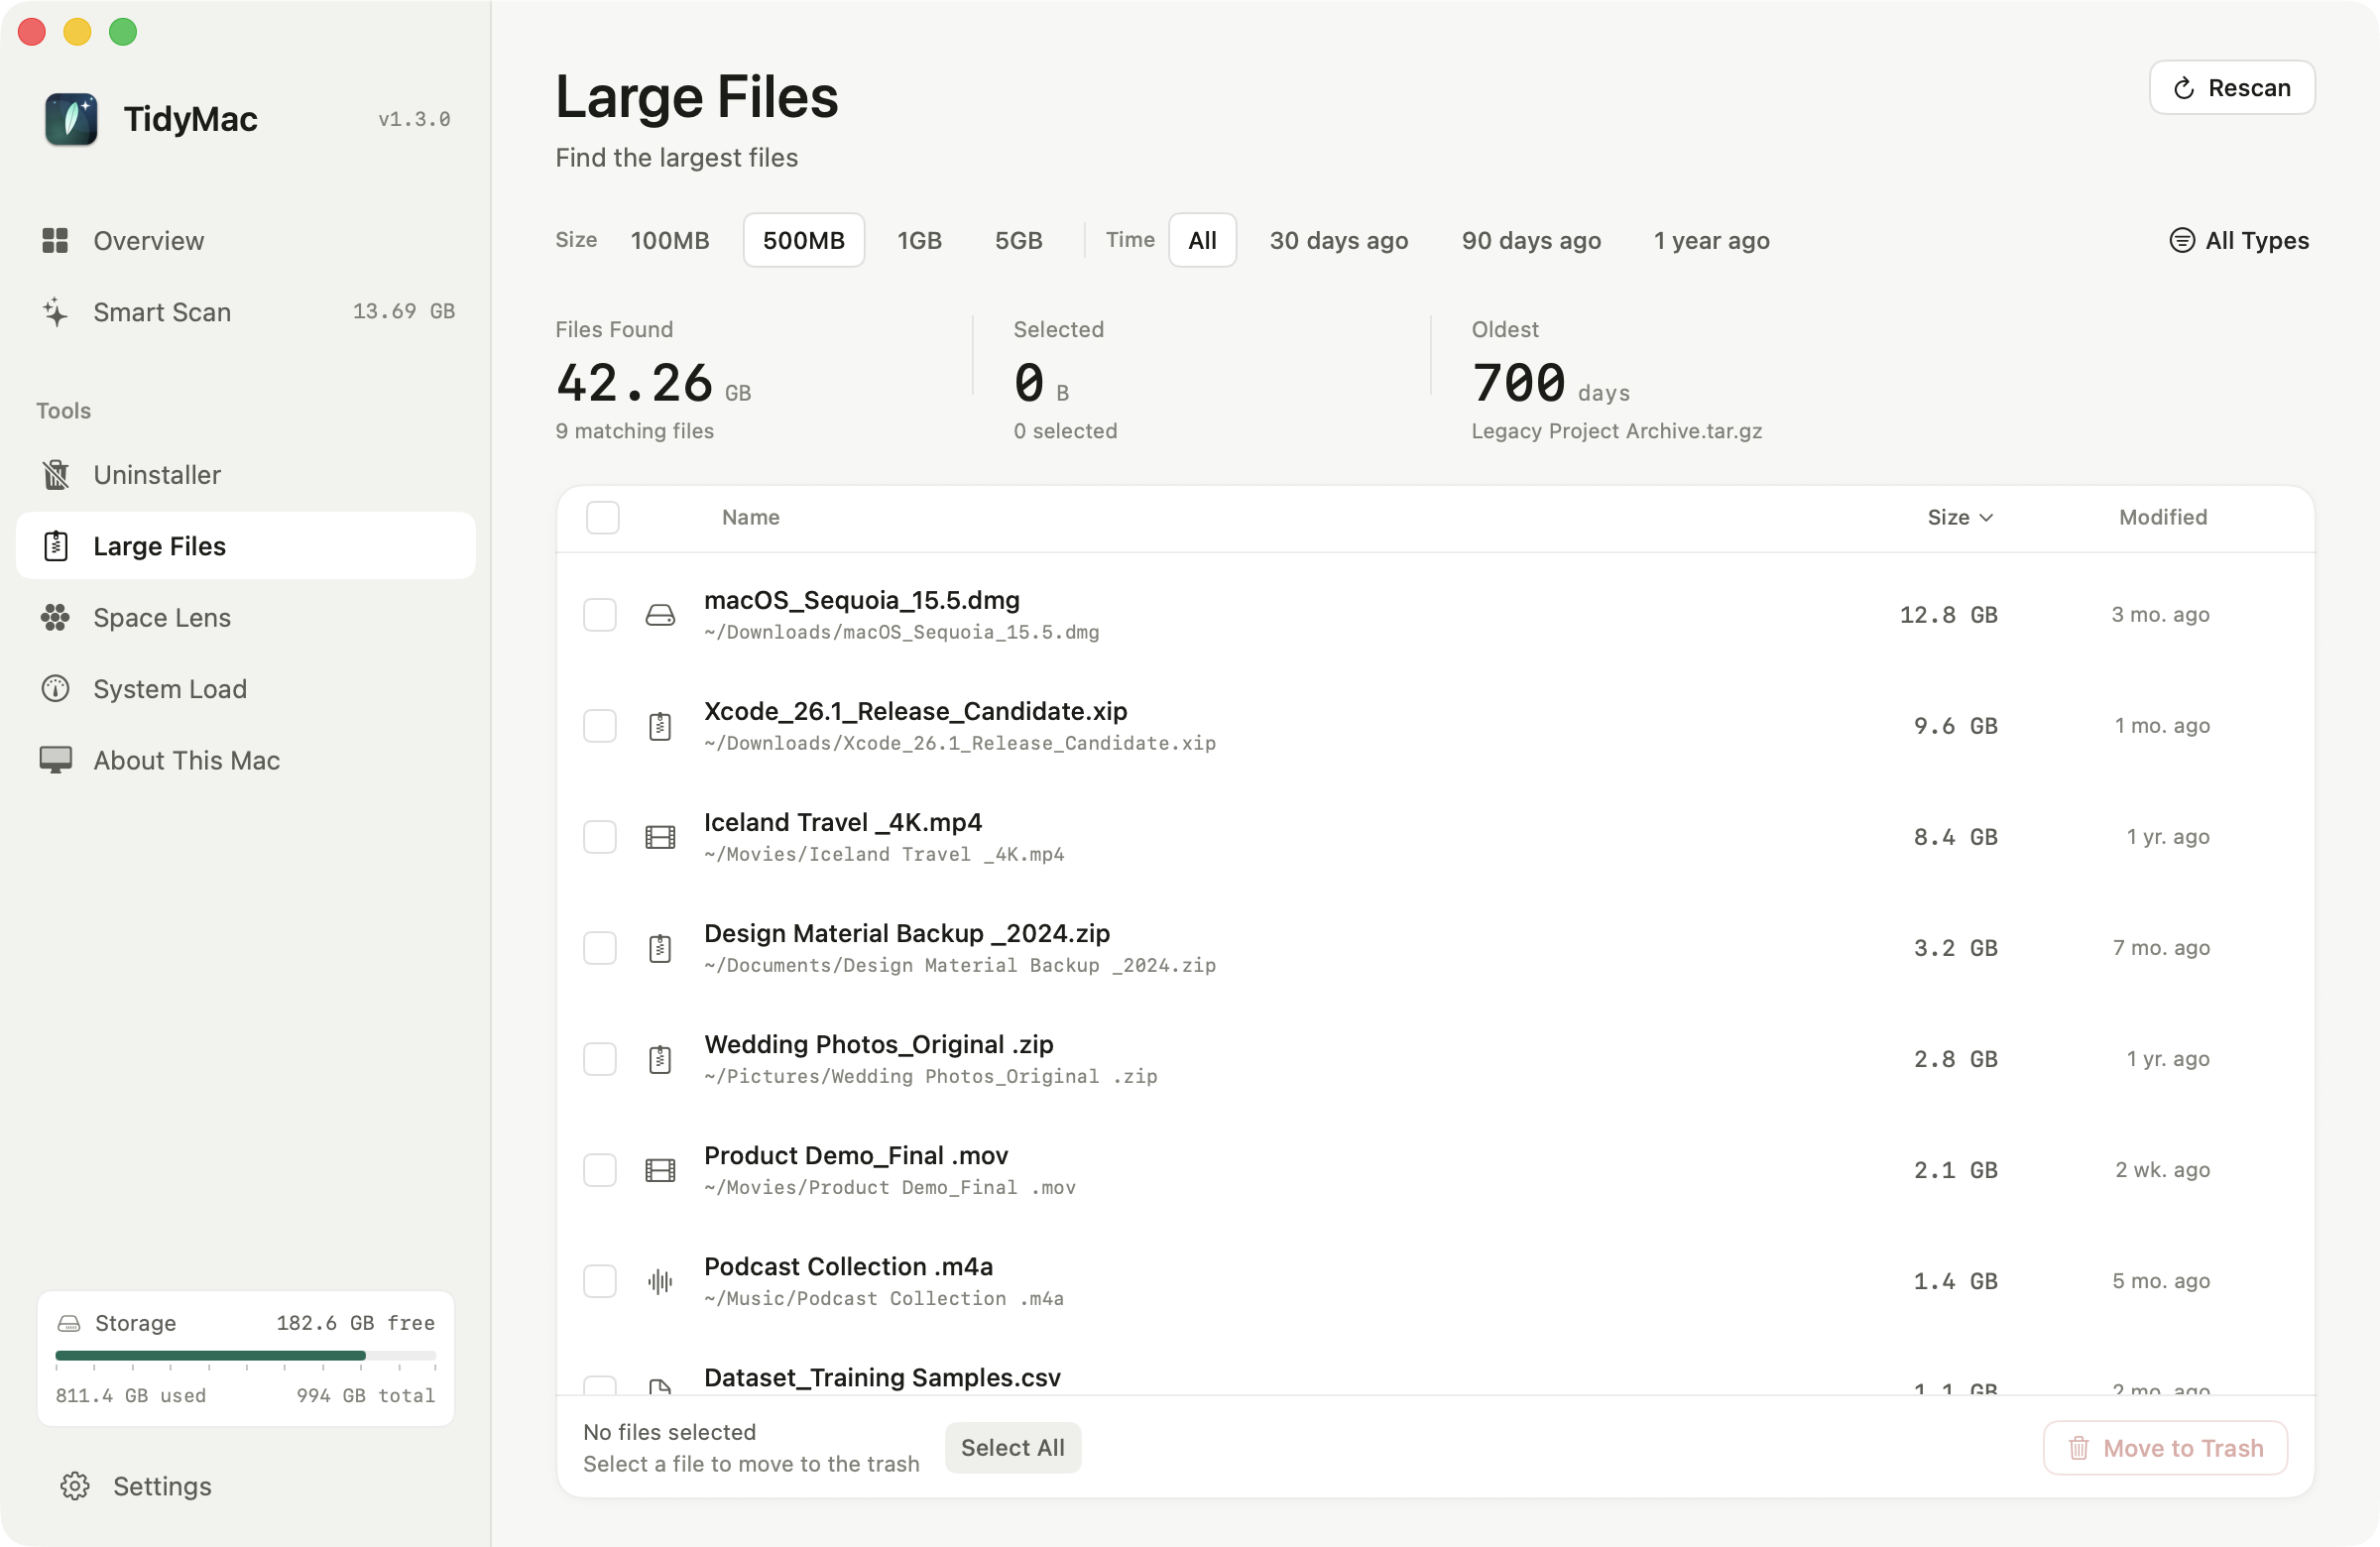 TidyMac v1.3.0
Overview
Smart Scan 13.69 GB
Tools
Uninstaller
Large Files
Space Lens
System Load
About This Mac
Storage 182.6 GB free
811.4 GB used 994 GB total
Settings
Large Files
Rescan
Find the largest files
Size 100MB 500MB 1GB 5GB Time All 30 days ago 90 days ago 1 year ago All Types
Files Found Selected Oldest
42.26 GB 0 B 700 days
9 matching files 0 selected Legacy Project Archive.tar.gz
Name Size Modified
macOS_Sequoia_15.5.dmg
~/Downloads/macOS_Sequoia_15.5.dmg
12.8 GB 3 mo. ago
Xcode_26.1_Release_Candidate.xip
~/Downloads/Xcode_26.1_Release_Candidate.xip
9.6 GB 1 mo. ago
Iceland Travel _4K.mp4
~/Movies/Iceland Travel _4K.mp4
8.4 GB 1 yr. ago
Design Material Backup _2024.zip
~/Documents/Design Material Backup _2024.zip
3.2 GB 7 mo. ago
Wedding Photos_Original .zip
~/Pictures/Wedding Photos_Original .zip
2.8 GB 1 yr. ago
Product Demo_Final .mov
~/Movies/Product Demo_Final .mov
2.1 GB 2 wk. ago
Podcast Collection .m4a
~/Music/Podcast Collection .m4a
1.4 GB 5 mo. ago
Dataset_Training Samples.csv
1.1 GB 2 mo. ago
No files selected
Select a file to move to the trash
Select All
Move to Trash